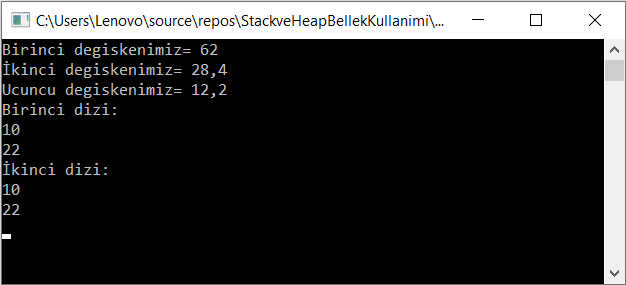 C:\Users\Lenovo\source\repos\StackveHeapBellekKullanimi\...
Birinci degiskenimiz= 62
İkinci degiskenimiz= 28,4
Ucuncu degiskenimiz= 12,2
Birinci dizi:
10
22
İkinci dizi:
10
22